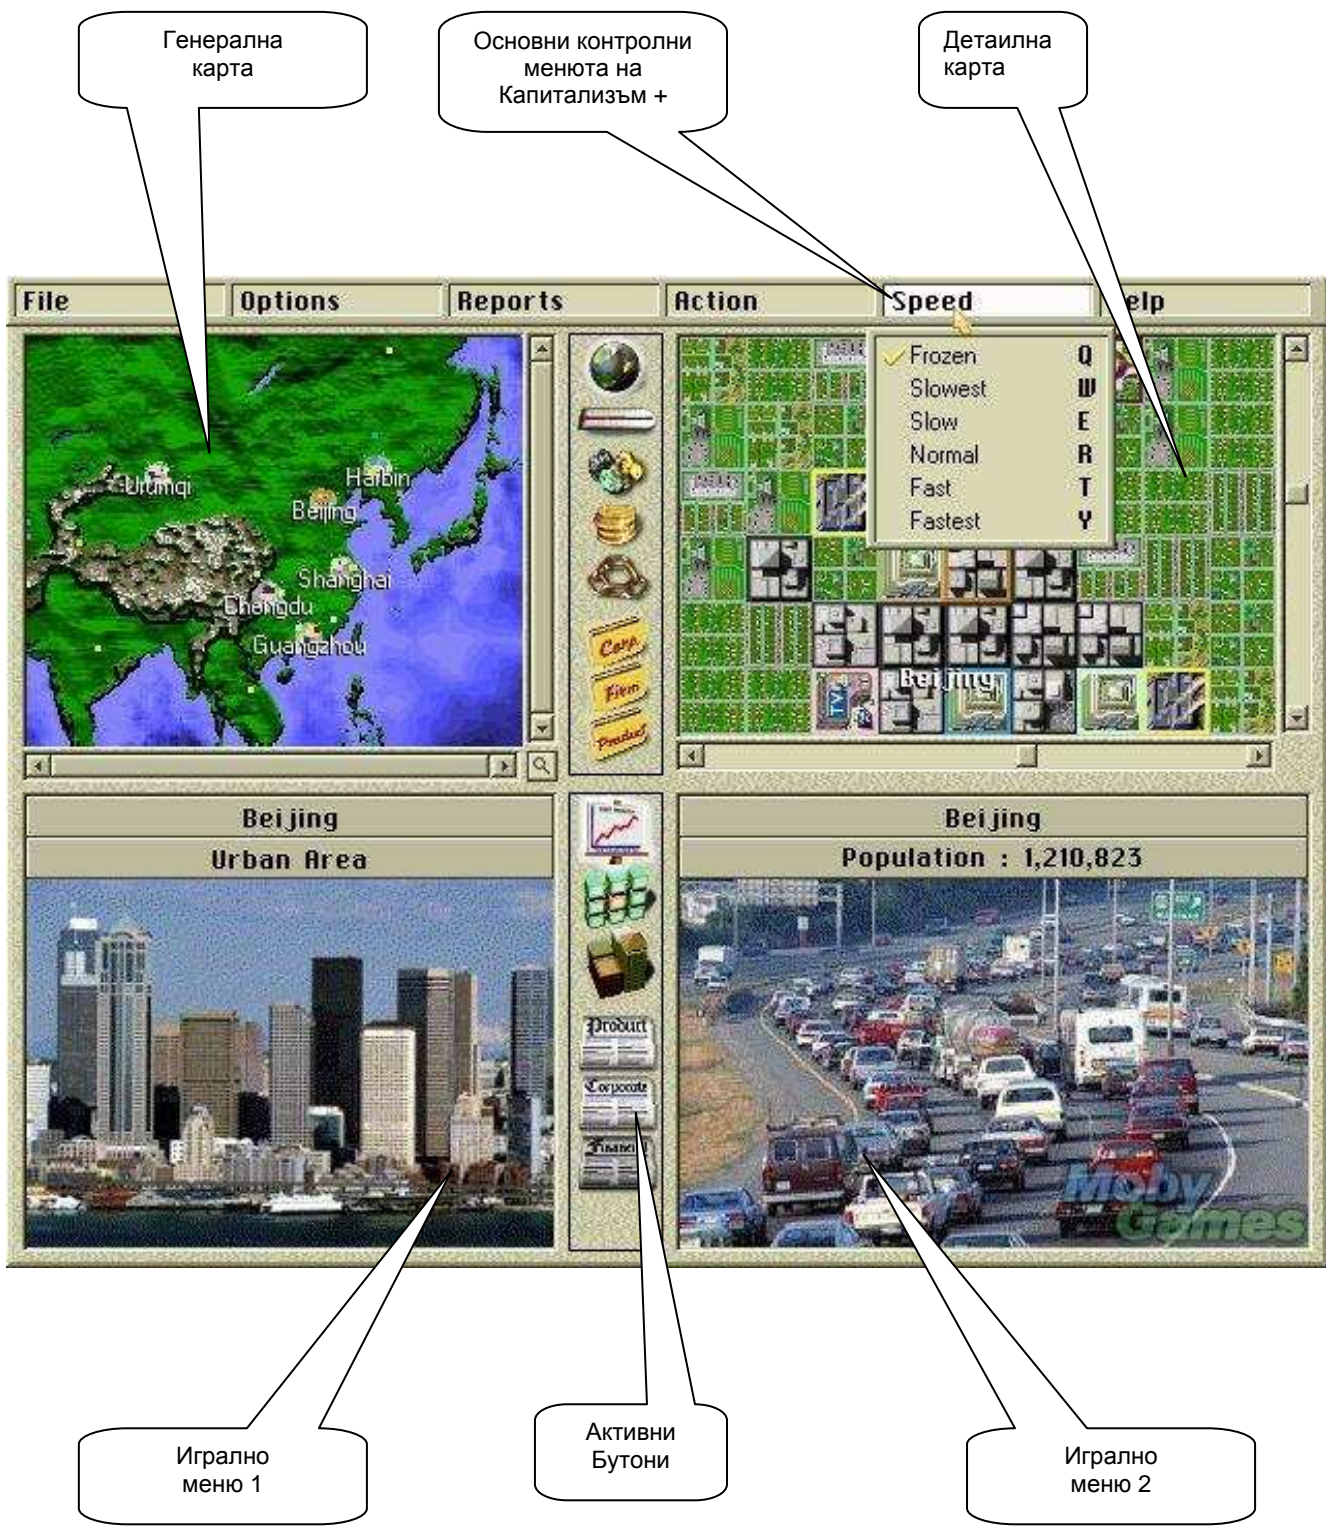 Генерална
карта
Основни контролни
менюта на
Капитализъм +
Детаилна
карта
File
Options
Reports
Action
Speed
elp
Frozen Q
Slowest W
Slow E
Normal R
Fast T
Fastest Y
Urumqi
Harbin
Beijing
Shanghai
Chengdu
Guangzhou
Corp
Firm
Product
TV
Beijing
Beijing
Urban Area
Beijing
Population : 1,210,823
Product
Corporate
Financial
Moby
Games
Игрално
меню 1
Активни
Бутони
Игрално
меню 2